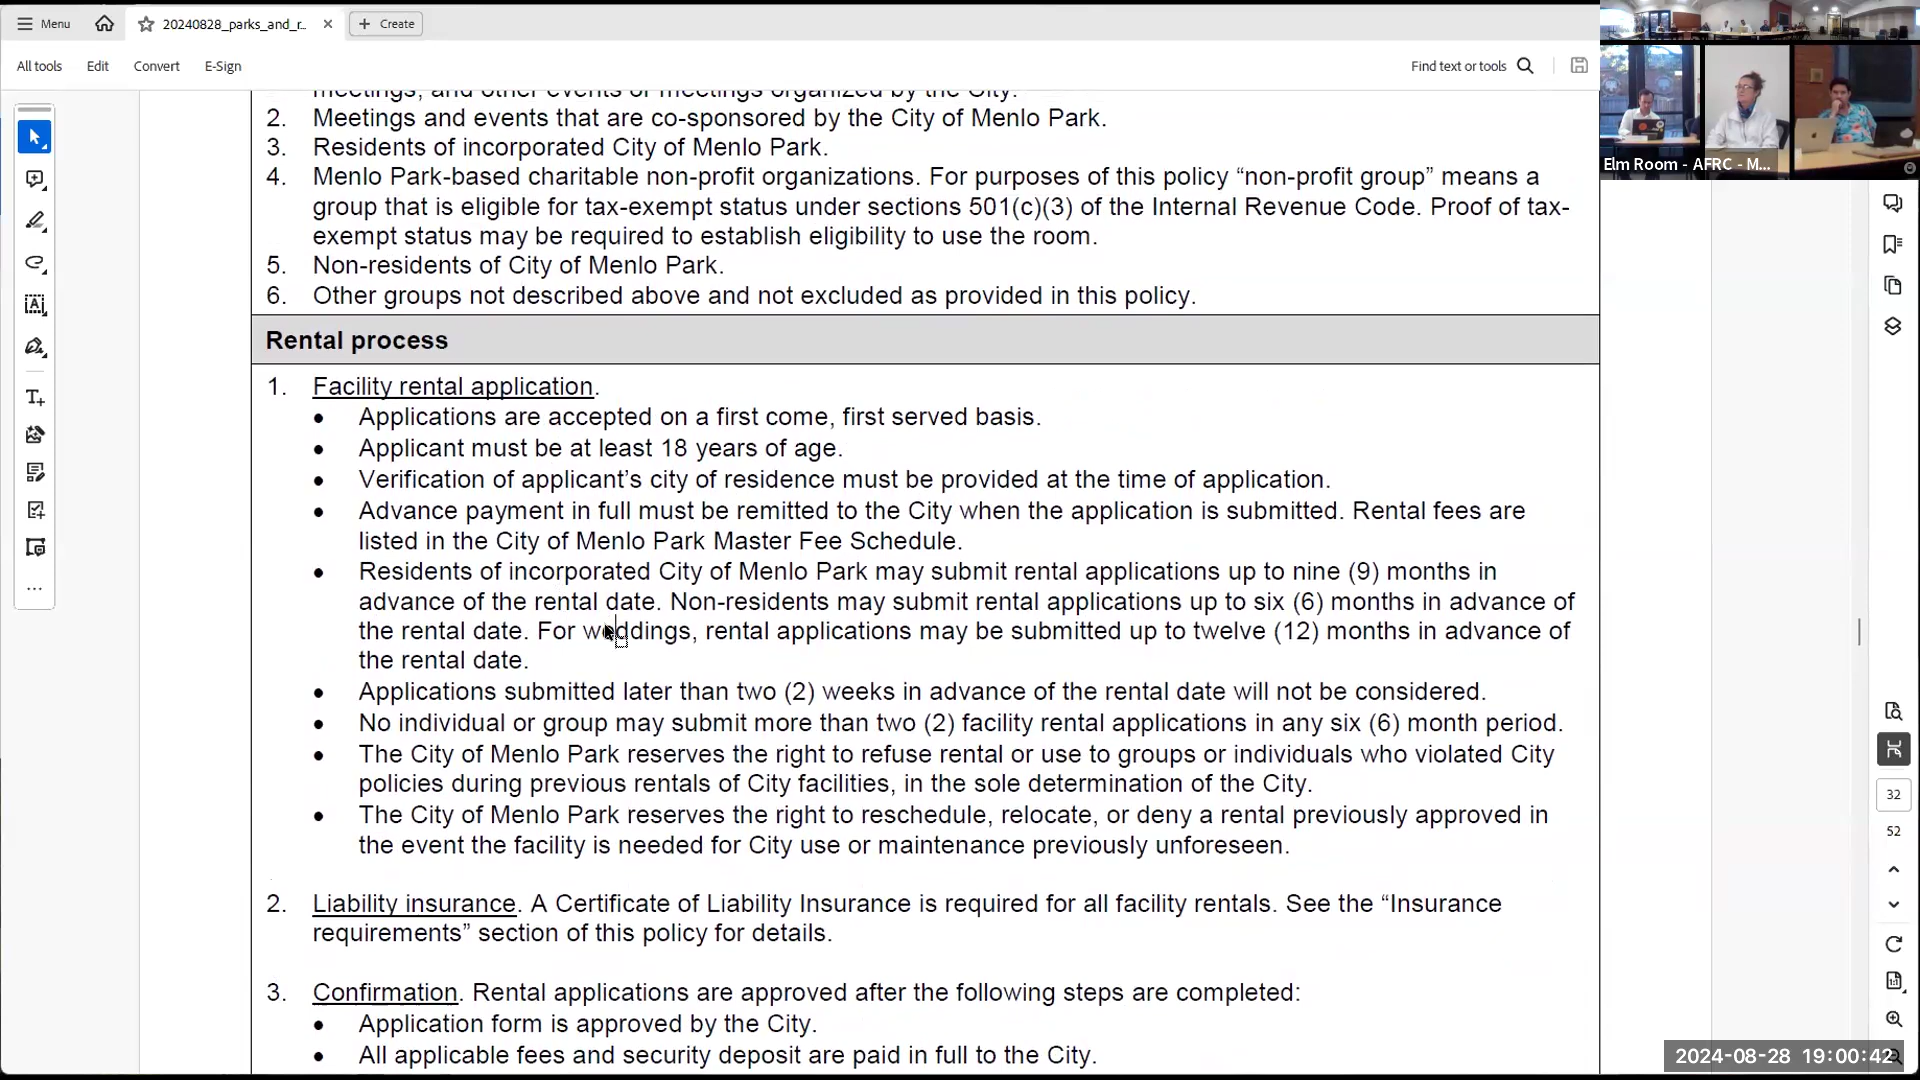 Menu
20240828_parks_and_r...
Create
All tools
Edit
Convert
E-Sign
Find text or tools
meetings, and other events or meetings organized by the City.
2. Meetings and events that are co-sponsored by the City of Menlo Park.
3. Residents of incorporated City of Menlo Park.
4. Menlo Park-based charitable non-profit organizations. For purposes of this policy “non-profit group” means a
group that is eligible for tax-exempt status under sections 501(c)(3) of the Internal Revenue Code. Proof of tax-
exempt status may be required to establish eligibility to use the room.
5. Non-residents of City of Menlo Park.
6. Other groups not described above and not excluded as provided in this policy.
Rental process
1. Facility rental application.
• Applications are accepted on a first come, first served basis.
• Applicant must be at least 18 years of age.
• Verification of applicant’s city of residence must be provided at the time of application.
• Advance payment in full must be remitted to the City when the application is submitted. Rental fees are
listed in the City of Menlo Park Master Fee Schedule.
• Residents of incorporated City of Menlo Park may submit rental applications up to nine (9) months in
advance of the rental date. Non-residents may submit rental applications up to six (6) months in advance of
the rental date. For weddings, rental applications may be submitted up to twelve (12) months in advance of
the rental date.
• Applications submitted later than two (2) weeks in advance of the rental date will not be considered.
• No individual or group may submit more than two (2) facility rental applications in any six (6) month period.
• The City of Menlo Park reserves the right to refuse rental or use to groups or individuals who violated City
policies during previous rentals of City facilities, in the sole determination of the City.
• The City of Menlo Park reserves the right to reschedule, relocate, or deny a rental previously approved in
the event the facility is needed for City use or maintenance previously unforeseen.
2. Liability insurance. A Certificate of Liability Insurance is required for all facility rentals. See the “Insurance
requirements” section of this policy for details.
3. Confirmation. Rental applications are approved after the following steps are completed:
• Application form is approved by the City.
• All applicable fees and security deposit are paid in full to the City.
Elm Room - AFRC - M...
32
52
2024-08-28 19:00:42